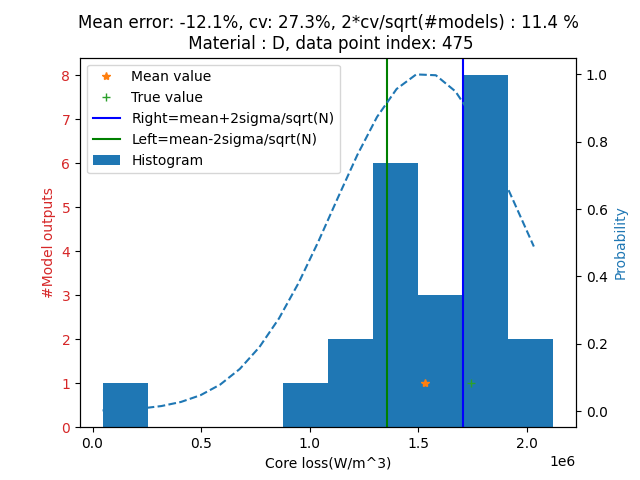 Mean error: -12.1%, cv: 27.3%, 2*cv/sqrt(#models) : 11.4 %
Material : D, data point index: 475
Mean value
True value
Right=mean+2sigma/sqrt(N)
Left=mean-2sigma/sqrt(N)
Histogram
#Model outputs
8
7
6
5
4
3
2
1
0
1.0
0.8
0.6
0.4
0.2
0.0
Probability
0.0 0.5 1.0 1.5 2.0
1e6
Core loss(W/m^3)